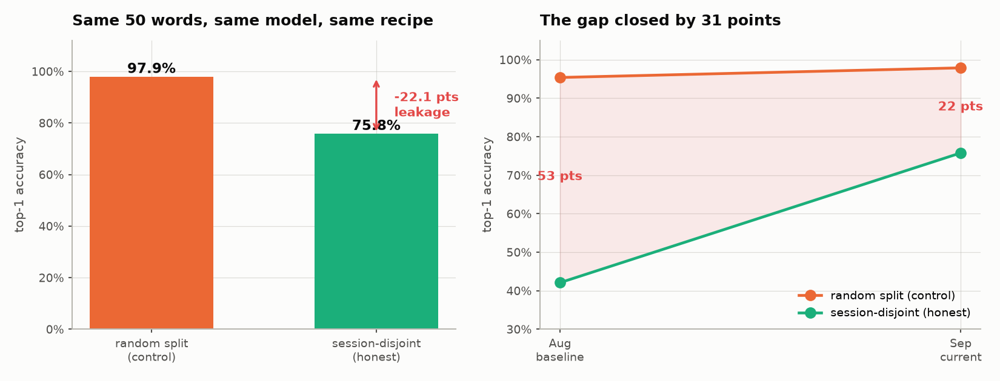 Same 50 words, same model, same recipe
top-1 accuracy
100%
80%
60%
40%
20%
0%
97.9%
-22.1 pts
leakage
75.8%
random split
(control)
session-disjoint
(honest)
The gap closed by 31 points
top-1 accuracy
100%
90%
80%
70%
60%
50%
40%
30%
22 pts
53 pts
random split (control)
session-disjoint (honest)
Aug
baseline
Sep
current